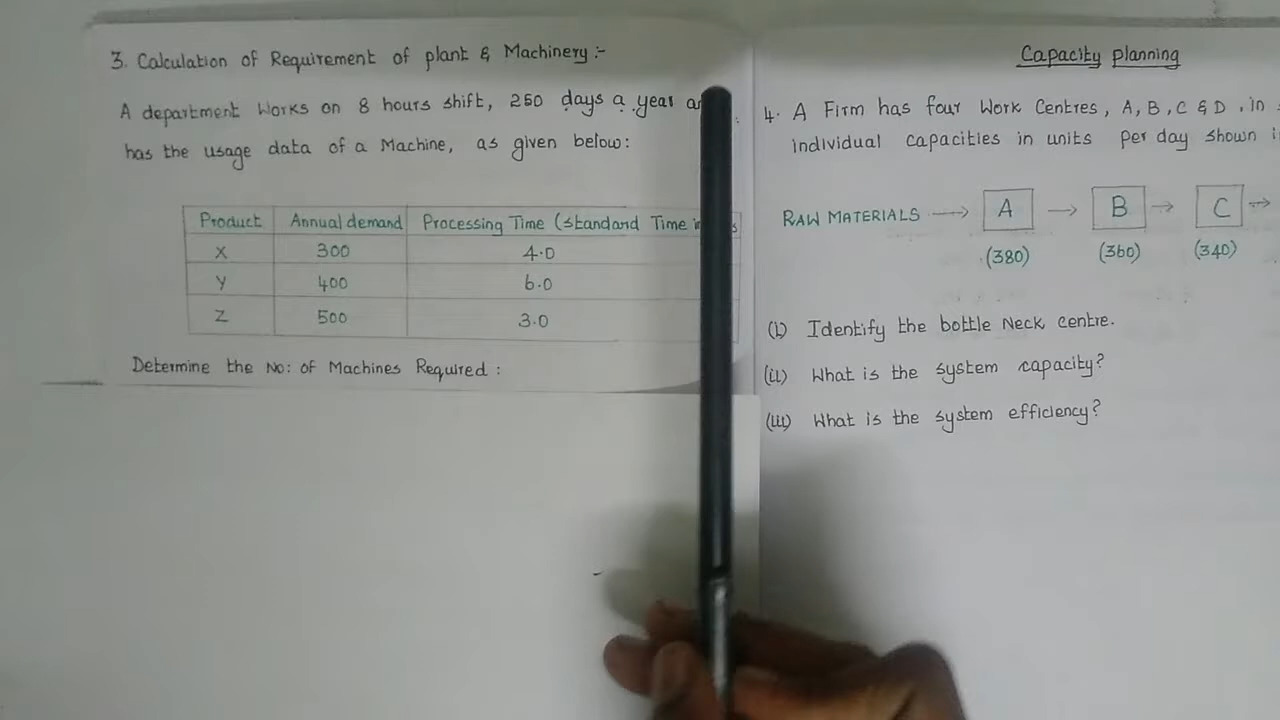 3. Calculation of Requirement of plant & Machinery :-
A department Works on 8 hours shift, 250 days a year
has the usage data of a Machine, as given below:
Product Annual demand Processing Time (standard Time
X 300 4.0
Y 400 6.0
Z 500 3.0
Determine the No: of Machines Required :
Capacity planning
4. A Firm has four Work Centres, A, B, C & D, in
individual capacities in units per day shown
RAW MATERIALS → A → B → C →
(380) (360) (340)
(i) Identify the bottle Neck centre.
(ii) What is the system capacity?
(iii) What is the system efficiency?